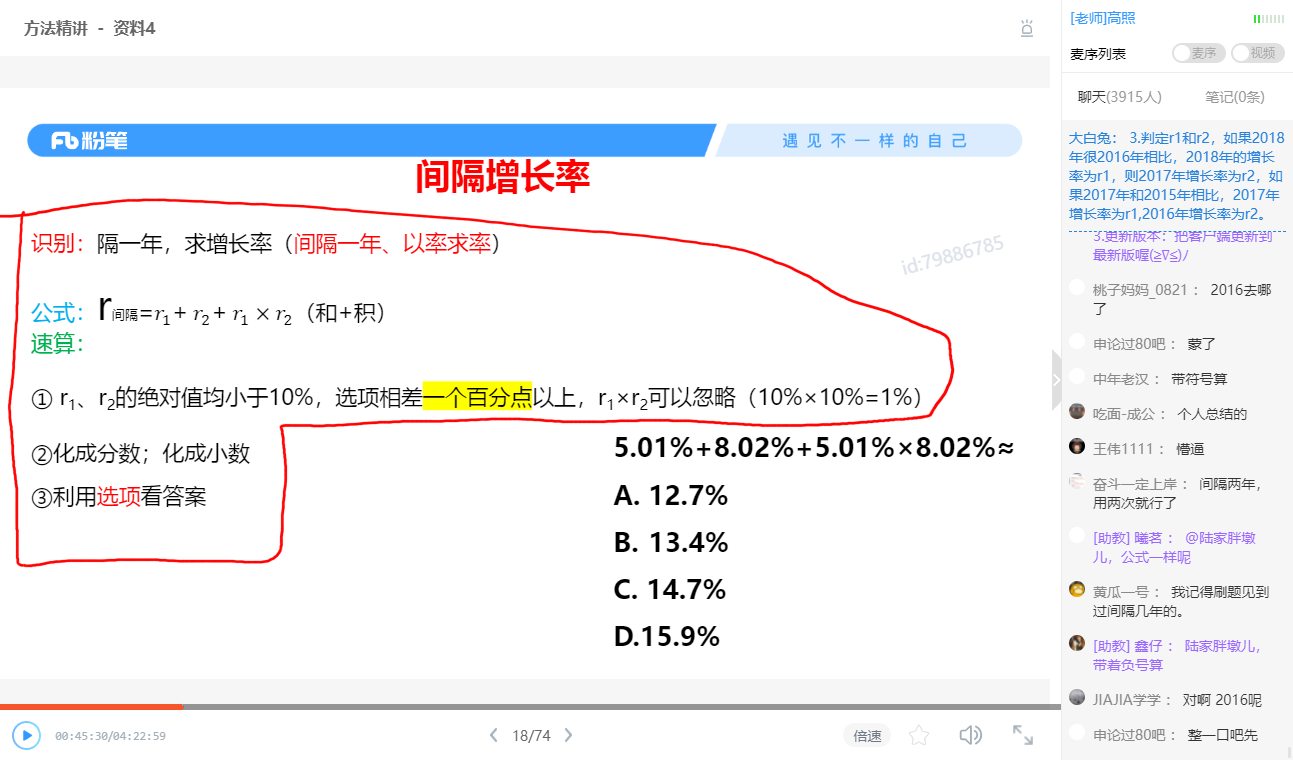 方法精讲 - 资料4
粉笔
遇见不一样的自己
间隔增长率
识别：隔一年，求增长率（间隔一年、以率求率）
id:79886785
公式：r间隔=r₁+r₂+r₁×r₂（和+积）
速算：
① r₁、r₂的绝对值均小于10%，选项相差一个百分点以上，r₁×r₂可以忽略（10%×10%=1%）
②化成分数；化成小数
③利用选项看答案
5.01%+8.02%+5.01%×8.02%≈
A. 12.7%
B. 13.4%
C. 14.7%
D.15.9%
00:45:30/04:22:59
18/74
倍速
[老师]高照
麦序列表
麦序
视频
聊天(3915人)
笔记(0条)
大白兔： 3.判定r1和r2，如果2018
年很2016年相比，2018年的增长
率为r1，则2017年增长率为r2，如
果2017年和2015年相比，2017年
增长率为r1,2016年增长率为r2。
3.更新版本：把客户端更新到
最新版喔(≥∇≤)/
桃子妈妈_0821： 2016去哪
了
申论过80吧： 蒙了
中年老汉： 带符号算
吃面-成公： 个人总结的
王伟1111： 懵逼
奋斗一定上岸： 间隔两年，
用两次就行了
[助教] 曦茗： @陆家胖墩
儿，公式一样呢
黄瓜一号： 我记得刷题见到
过间隔几年的。
[助教] 鑫仔： 陆家胖墩儿，
带着负号算
JIAJIA学学： 对啊 2016呢
申论过80吧： 整一口吧先